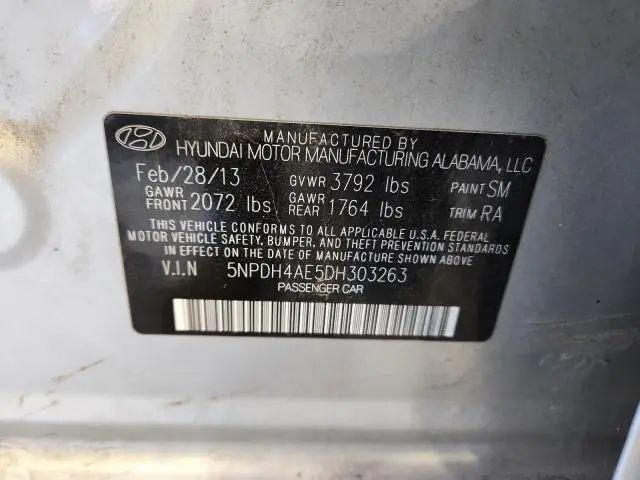 MANUFACTURED BY
HYUNDAI MOTOR MANUFACTURING ALABAMA, LLC
Feb/28/13 GVWR 3792 lbs PAINT SM
GAWR FRONT 2072 lbs GAWR REAR 1764 lbs TRIM RA
THIS VEHICLE CONFORMS TO ALL APPLICABLE U.S.A. FEDERAL
MOTOR VEHICLE SAFETY, BUMPER, AND THEFT PREVENTION STANDARDS
IN EFFECT ON THE DATE OF MANUFACTURE SHOWN ABOVE.
V.I.N 5NPDH4AE5DH303263
PASSENGER CAR